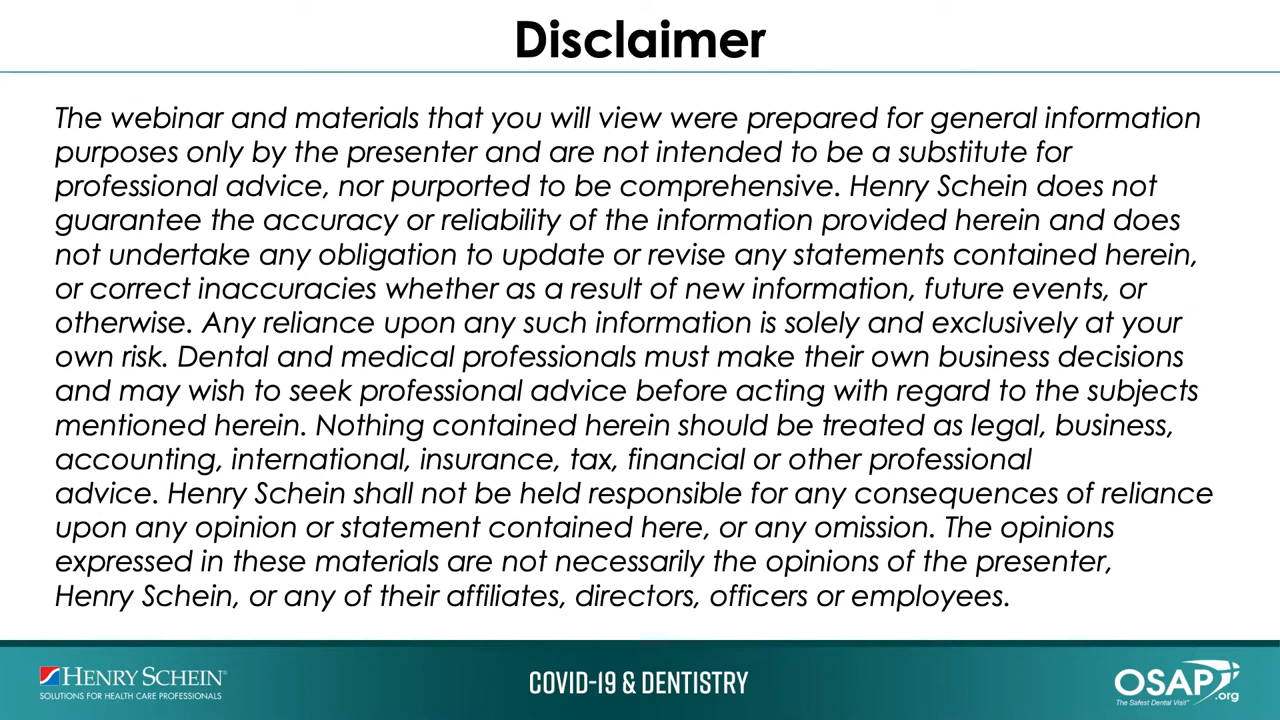 Disclaimer
The webinar and materials that you will view were prepared for general information
purposes only by the presenter and are not intended to be a substitute for
professional advice, nor purported to be comprehensive. Henry Schein does not
guarantee the accuracy or reliability of the information provided herein and does
not undertake any obligation to update or revise any statements contained herein,
or correct inaccuracies whether as a result of new information, future events, or
otherwise. Any reliance upon any such information is solely and exclusively at your
own risk. Dental and medical professionals must make their own business decisions
and may wish to seek professional advice before acting with regard to the subjects
mentioned herein. Nothing contained herein should be treated as legal, business,
accounting, international, insurance, tax, financial or other professional
advice. Henry Schein shall not be held responsible for any consequences of reliance
upon any opinion or statement contained here, or any omission. The opinions
expressed in these materials are not necessarily the opinions of the presenter,
Henry Schein, or any of their affiliates, directors, officers or employees.
HENRY SCHEIN®
SOLUTIONS FOR HEALTH CARE PROFESSIONALS
COVID-19 & DENTISTRY
OSAP.org
The Safest Dental Visit™